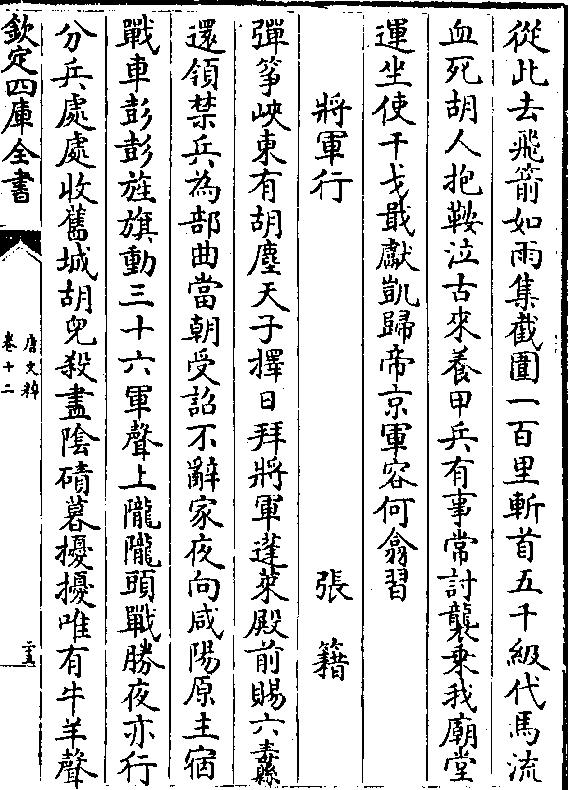 從此去飛箭如雨集截圍一百里斬首五千級代馬流
血死胡人抱鞍泣古來養甲兵有事常討襲乘我廟堂
運坐使干戈戢獻凱歸帝京軍容何翕習
將軍行　張籍
彈箏峽東有胡塵天子擇日拜將軍蓬萊殿前賜六纛
還領禁兵為部曲當朝受詔不辭家夜向咸陽原主宿
戰車彭彭旌旗動三十六軍聲上隴隴頭戰勝夜亦行
分兵處處收舊城胡兒殺盡陰磧暮擾擾唯有牛羊聲
欽定四庫全書
唐文粹
卷十二
二十五